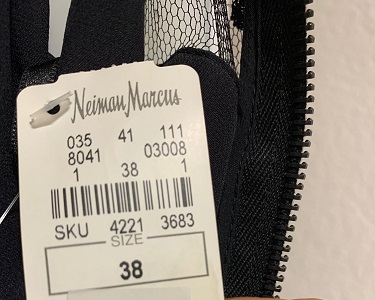 Neiman Marcus
035 41 111
8041 03008
1 38 1
SKU 4221 3683
SIZE
38